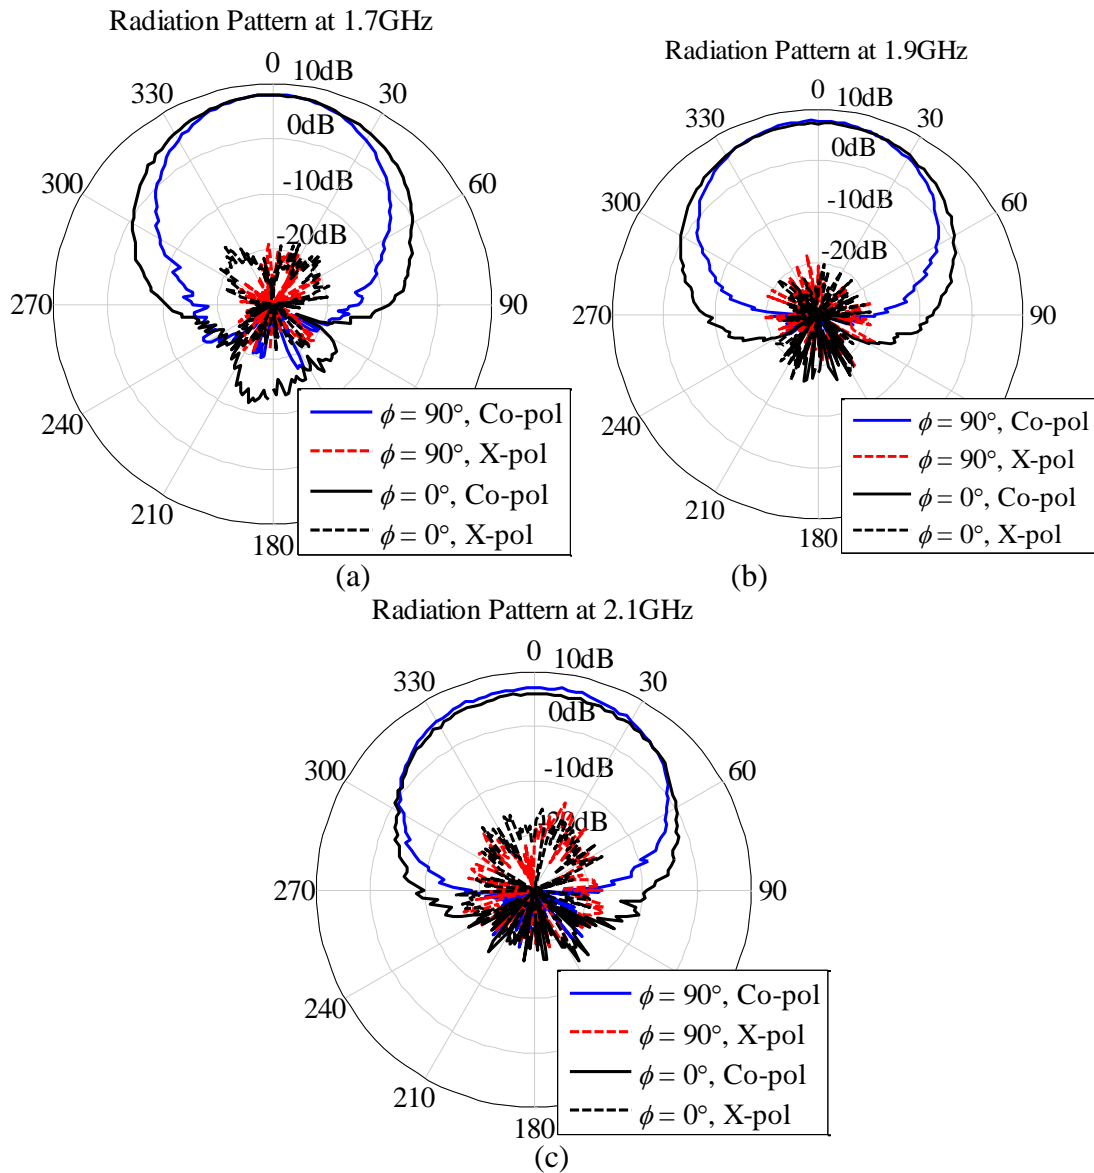 Radiation Pattern at 1.7GHz
0
10dB
330
30
0dB
300
60
-10dB
-20dB
270
90
240
210
180
ϕ = 90°, Co-pol
ϕ = 90°, X-pol
ϕ = 0°, Co-pol
ϕ = 0°, X-pol
(a)
Radiation Pattern at 1.9GHz
0
10dB
330
30
0dB
300
60
-10dB
-20dB
270
90
240
210
180
ϕ = 90°, Co-pol
ϕ = 90°, X-pol
ϕ = 0°, Co-pol
ϕ = 0°, X-pol
(b)
Radiation Pattern at 2.1GHz
0
10dB
330
30
0dB
300
60
-10dB
-20dB
270
90
240
210
180
ϕ = 90°, Co-pol
ϕ = 90°, X-pol
ϕ = 0°, Co-pol
ϕ = 0°, X-pol
(c)